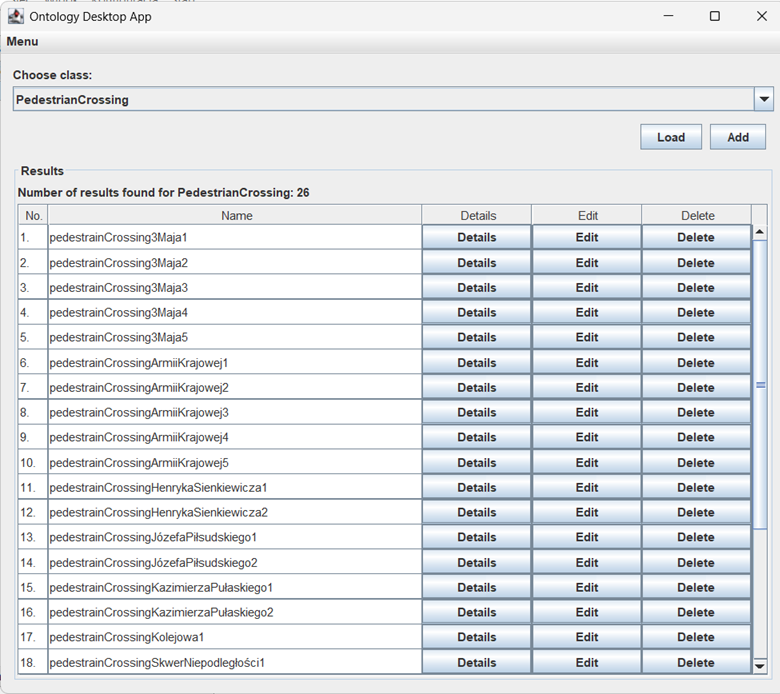 Ontology Desktop App
Menu
Choose class:
PedestrianCrossing
Load Add
Results
Number of results found for PedestrianCrossing: 26
No. Name Details Edit Delete
1. pedestrainCrossing3Maja1 Details Edit Delete
2. pedestrainCrossing3Maja2 Details Edit Delete
3. pedestrainCrossing3Maja3 Details Edit Delete
4. pedestrainCrossing3Maja4 Details Edit Delete
5. pedestrainCrossing3Maja5 Details Edit Delete
6. pedestrainCrossingArmiiKrajowej1 Details Edit Delete
7. pedestrainCrossingArmiiKrajowej2 Details Edit Delete
8. pedestrainCrossingArmiiKrajowej3 Details Edit Delete
9. pedestrainCrossingArmiiKrajowej4 Details Edit Delete
10. pedestrainCrossingArmiiKrajowej5 Details Edit Delete
11. pedestrainCrossingHenrykaSienkiewicza1 Details Edit Delete
12. pedestrainCrossingHenrykaSienkiewicza2 Details Edit Delete
13. pedestrainCrossingJózefaPiłsudskiego1 Details Edit Delete
14. pedestrainCrossingJózefaPiłsudskiego2 Details Edit Delete
15. pedestrainCrossingKazimierzaPułaskiego1 Details Edit Delete
16. pedestrainCrossingKazimierzaPułaskiego2 Details Edit Delete
17. pedestrainCrossingKolejowa1 Details Edit Delete
18. pedestrainCrossingSkwerNiepodległości1 Details Edit Delete